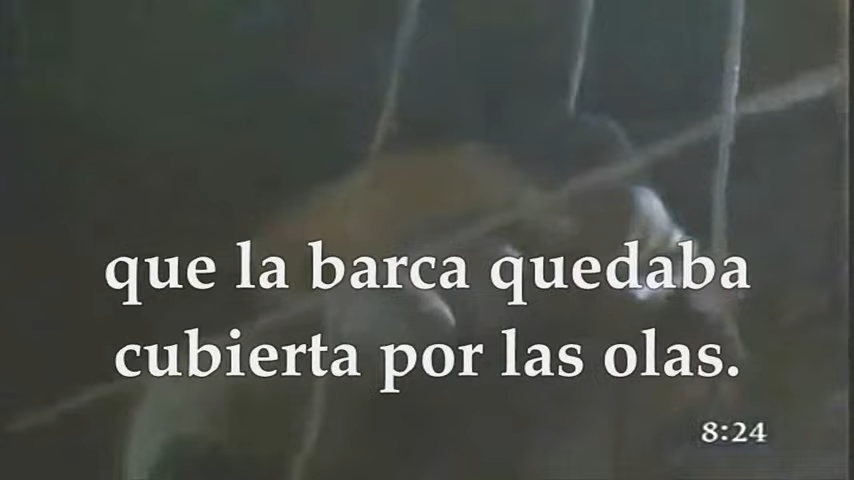 que la barca quedaba
cubierta por las olas.
8:24